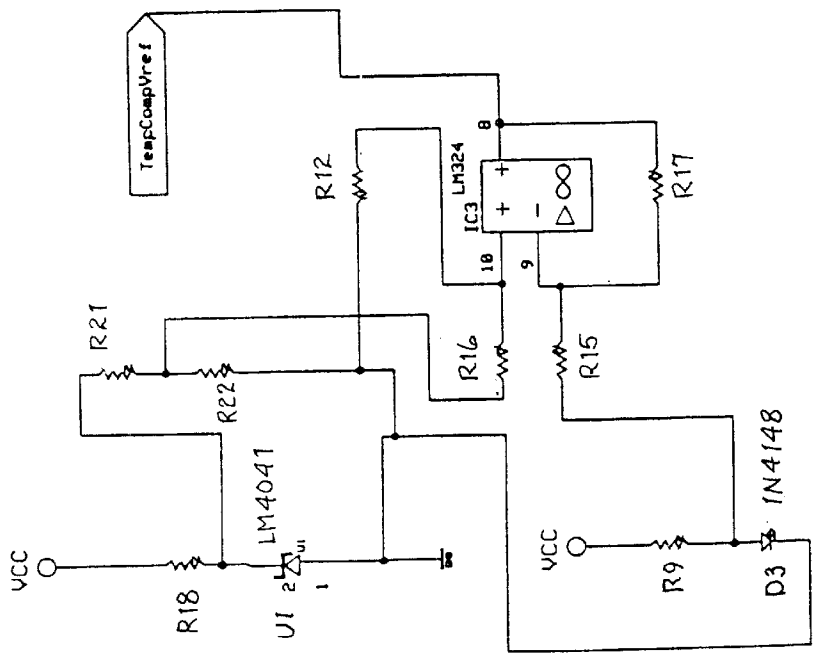 TempCompVref
R12
8
LM324
IC3
+
+
−
▷∞
10
9
R17
R21
R22
R16
R15
VCC
R18
LM4041
U1
2
1
U1
VCC
R9
D3
1N4148